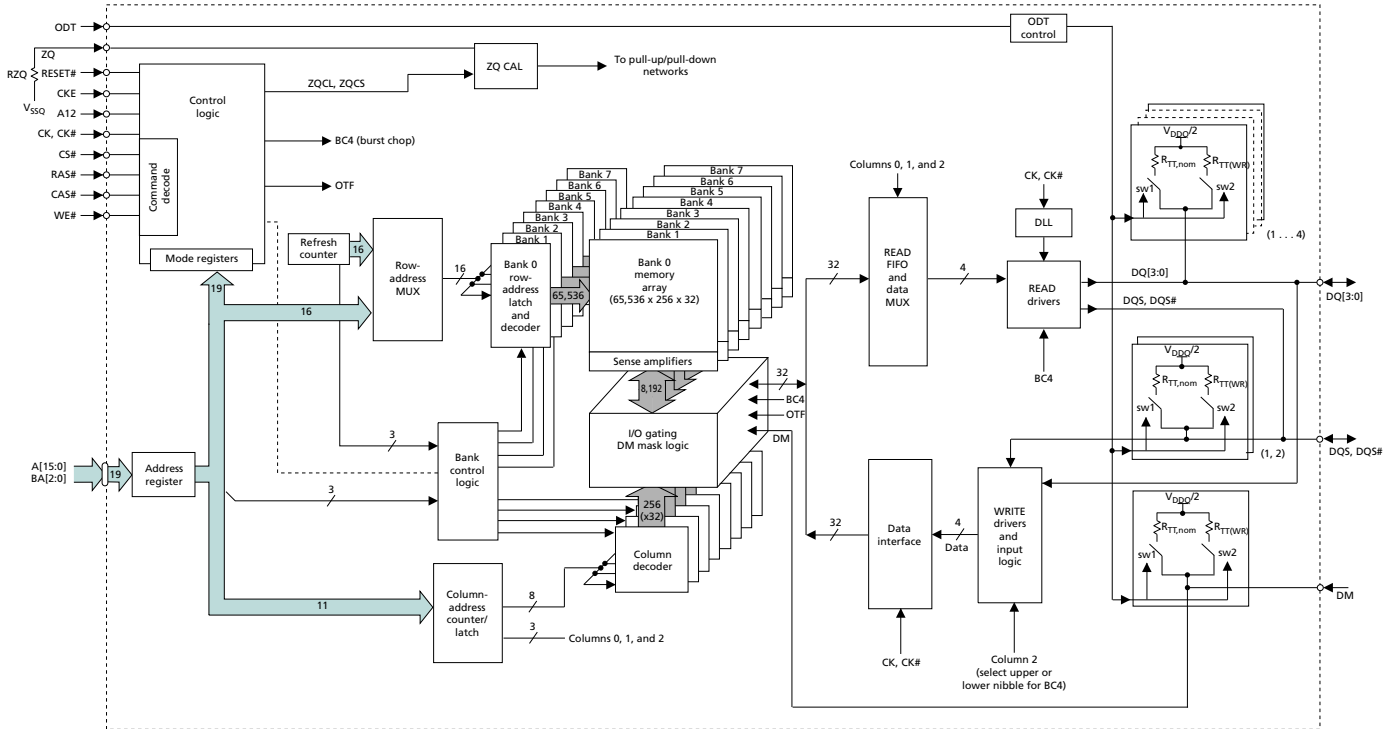 ODT
ODT
control
ZQ
RZQ
RESET#
ZQ CAL
To pull-up/pull-down
networks
ZQCL, ZQCS
CKE
VSSQ
A12
Control
logic
CK, CK#
BC4 (burst chop)
CS#
RAS#
CAS#
WE#
Command
decode
OTF
Mode registers
Refresh
counter
16
19
16
Row-
address
MUX
16
Bank 7
Bank 6
Bank 5
Bank 4
Bank 3
Bank 2
Bank 1
Bank 0
row-
address
latch
and
decoder
65,536
Bank 7
Bank 6
Bank 5
Bank 4
Bank 3
Bank 2
Bank 1
Bank 0
memory
array
(65,536 x 256 x 32)
Sense amplifiers
8,192
32
BC4
OTF
DM
I/O gating
DM mask logic
3
3
Bank
control
logic
A[15:0]
BA[2:0]
19
Address
register
256
(x32)
Column
decoder
11
Column-
address
counter/
latch
8
3
Columns 0, 1, and 2
Columns 0, 1, and 2
32
READ
FIFO
and
data
MUX
4
CK, CK#
DLL
READ
drivers
BC4
DQ[3:0]
DQS, DQS#
VDDQ/2
RTT,nom
RTT(WR)
sw1
sw2
(1 . . . 4)
DQ[3:0]
VDDQ/2
RTT,nom
RTT(WR)
sw1
sw2
(1, 2)
DQS, DQS#
32
Data
interface
4
Data
WRITE
drivers
and
input
logic
CK, CK#
Column 2
(select upper or
lower nibble for BC4)
VDDQ/2
RTT,nom
RTT(WR)
sw1
sw2
DM